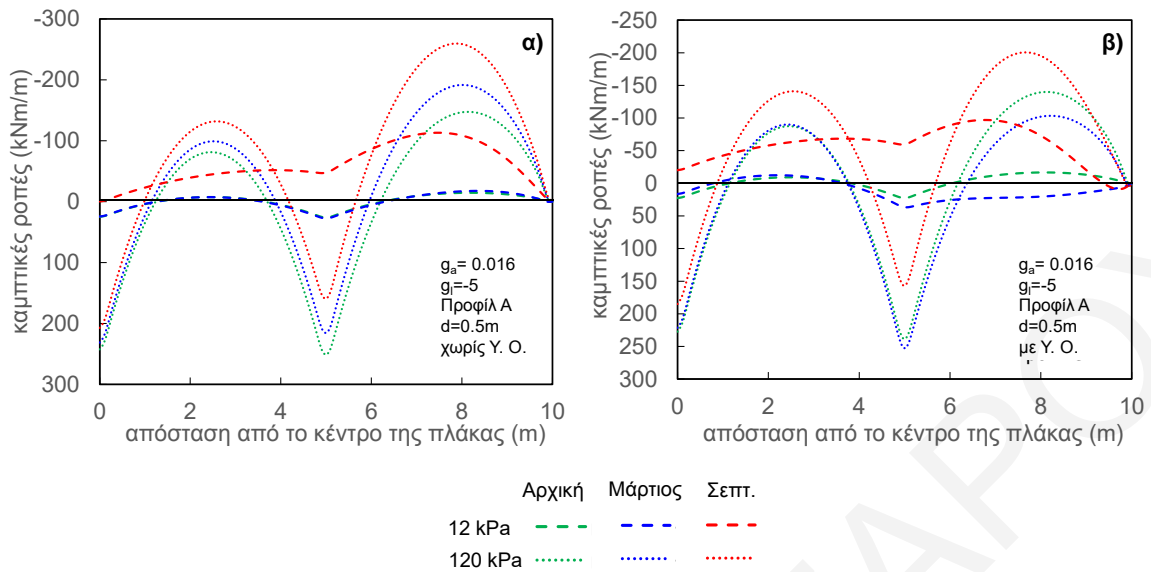 α)
καμπτικές ροπές (kNm/m)
-300
-200
-100
0
100
200
300
gₐ= 0.016
gₗ=-5
Προφίλ Α
d=0.5m
χωρίς Υ. Ο.
0 2 4 6 8 10
απόσταση από το κέντρο της πλάκας (m)
β)
καμπτικές ροπές (kNm/m)
-250
-200
-150
-100
-50
0
50
100
150
200
250
300
gₐ= 0.016
gₗ=-5
Προφίλ Α
d=0.5m
με Υ. Ο.
0 2 4 6 8 10
απόσταση από το κέντρο της πλάκας (m)
Αρχική Μάρτιος Σεπτ.
12 kPa
120 kPa